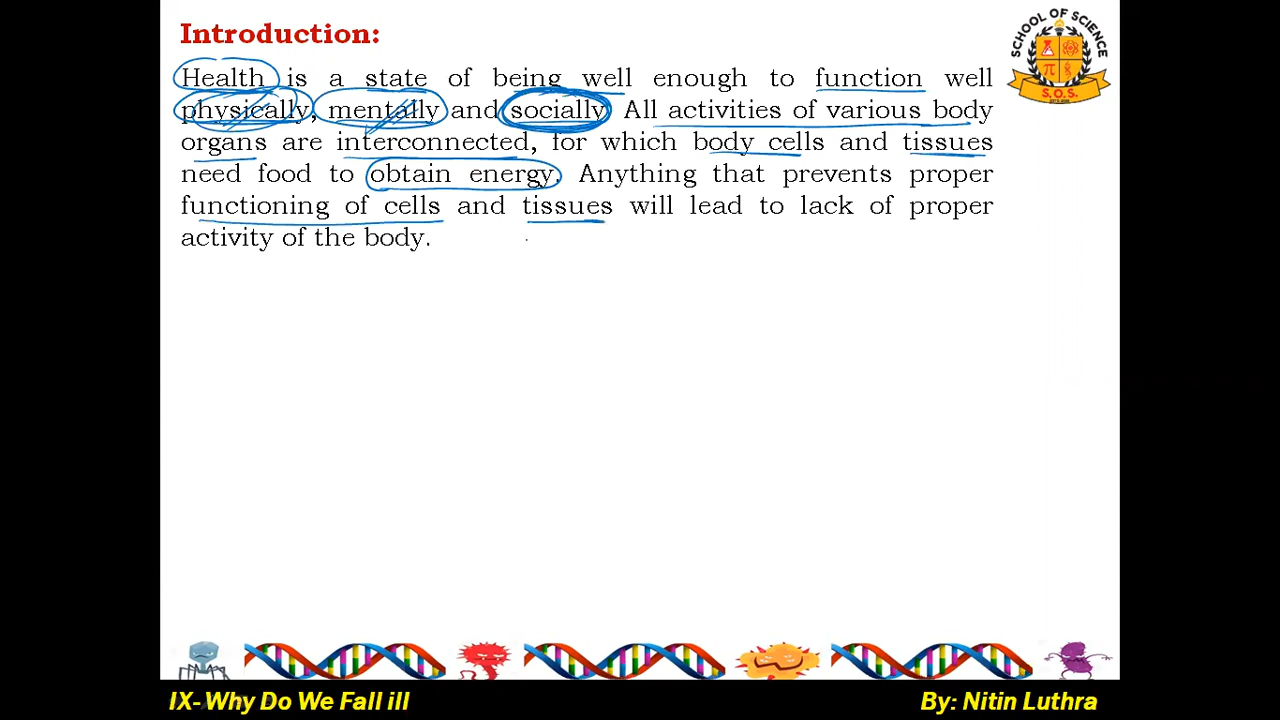 Introduction:
Health is a state of being well enough to function well
physically, mentally and socially. All activities of various body
organs are interconnected, for which body cells and tissues
need food to obtain energy. Anything that prevents proper
functioning of cells and tissues will lead to lack of proper
activity of the body.
SCHOOL OF SCIENCE
S.O.S.
IX- Why Do We Fall ill
By: Nitin Luthra